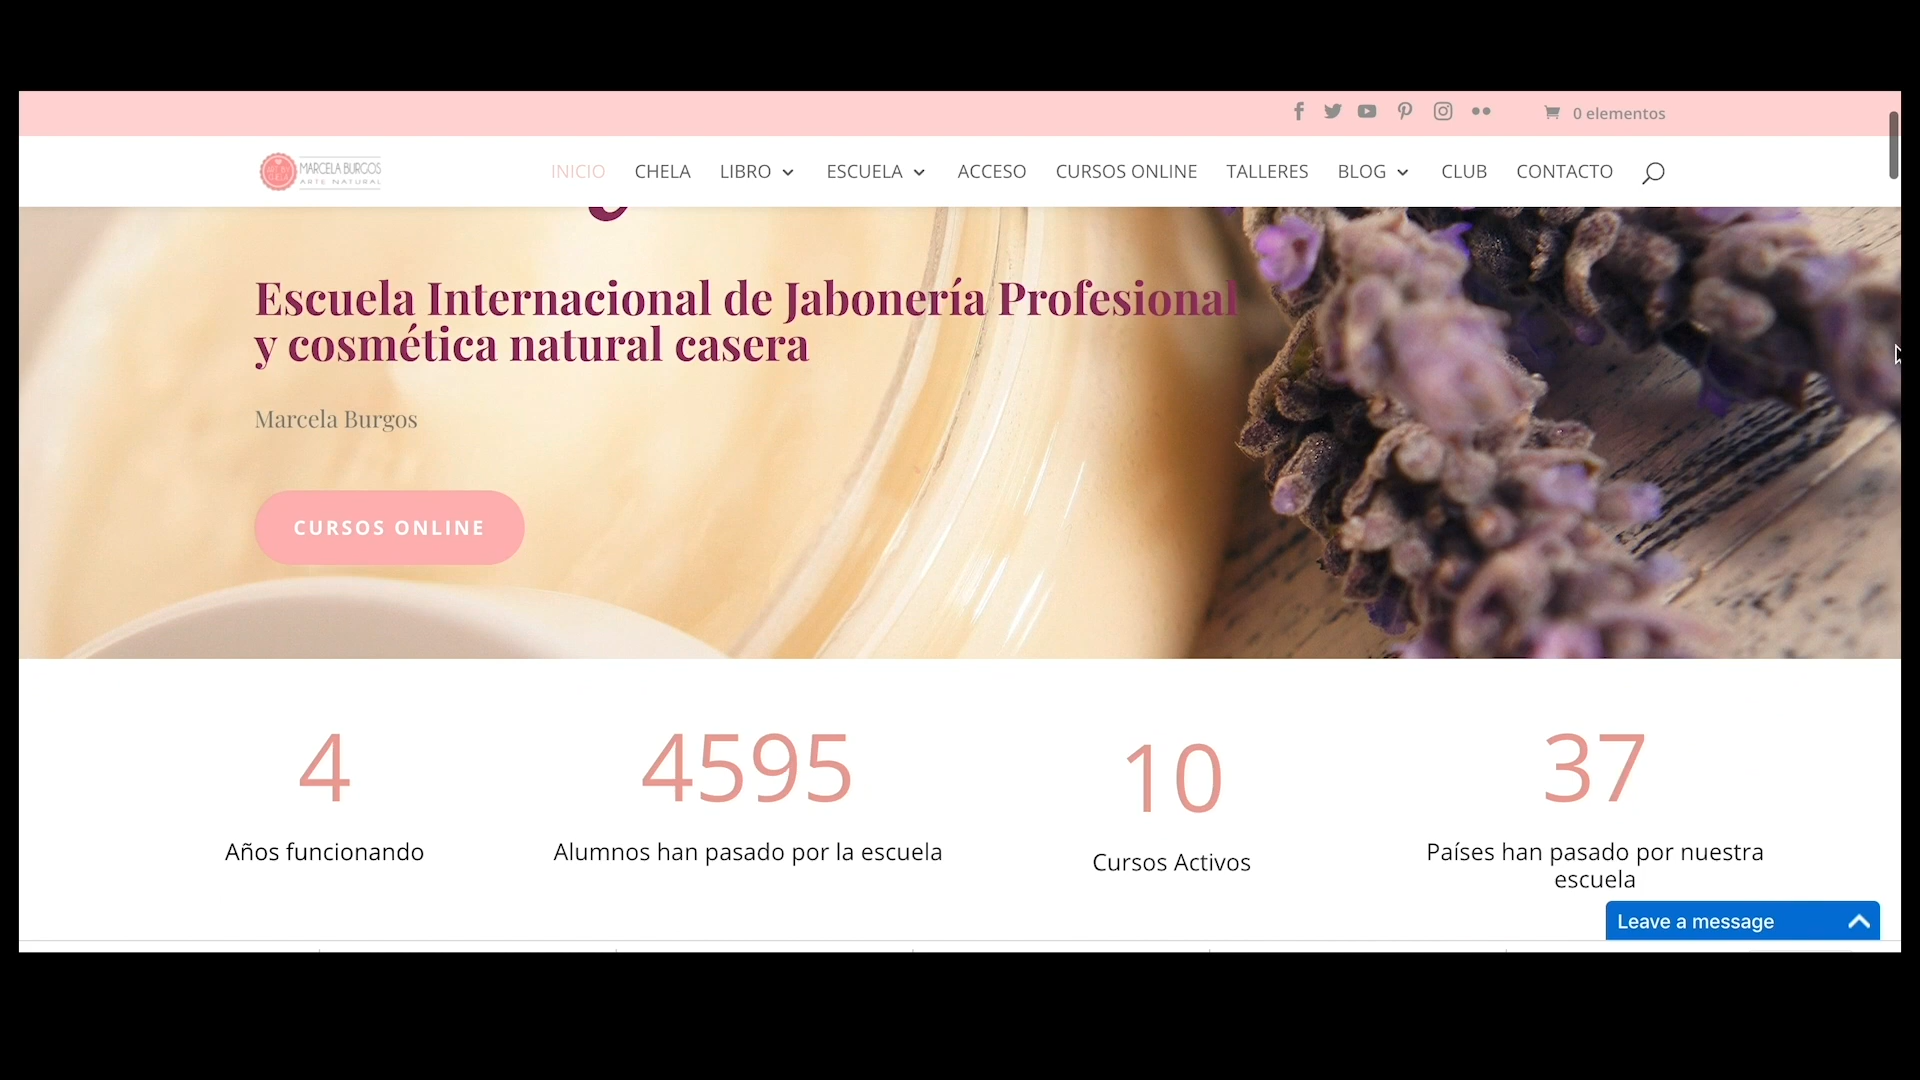 0 elementos
MARCELA BURGOS
ARTE NATURAL
INICIO CHELA LIBRO ESCUELA ACCESO CURSOS ONLINE TALLERES BLOG CLUB CONTACTO
Escuela Internacional de Jabonería Profesional
y cosmética natural casera
Marcela Burgos
CURSOS ONLINE
4 4595 10 37
Años funcionando Alumnos han pasado por la escuela Cursos Activos Países han pasado por nuestra
escuela
Leave a message